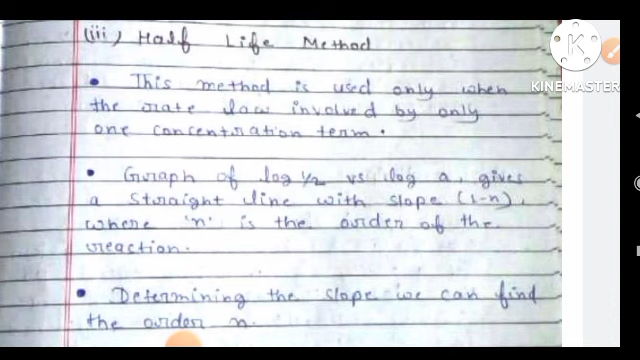 (iii) Half Life Method
• This method is used only when
the rate law involved by only
one concentration term.
• Graph of log 1/2 vs log a, gives
a straight line with slope (1-n),
where 'n' is the order of the
reaction.
• Determining the slope we can find
the order n.
KINEMASTER